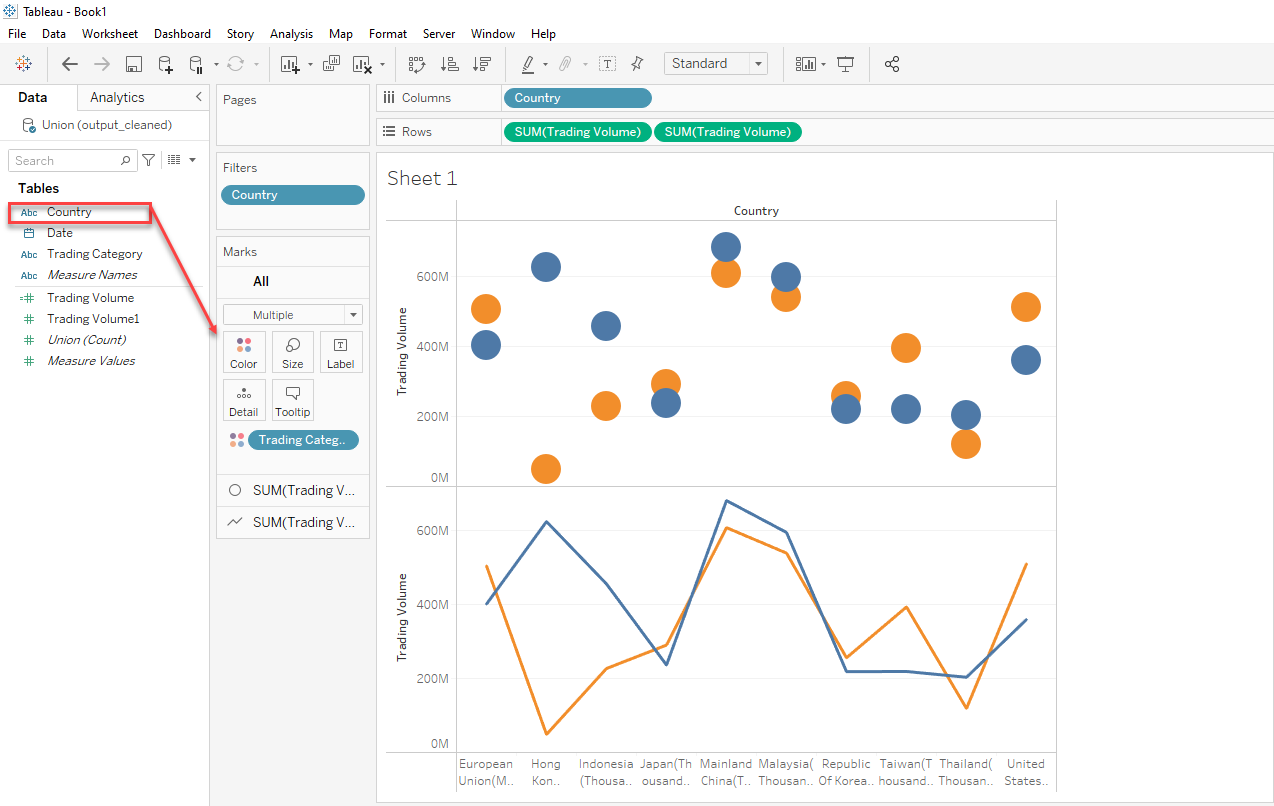 Tableau - Book1
File Data Worksheet Dashboard Story Analysis Map Format Server Window Help
Standard
Data Analytics
Union (output_cleaned)
Search
Tables
Abc Country
Date
Abc Trading Category
Abc Measure Names
Trading Volume
Trading Volume1
Union (Count)
Measure Values
Pages
Filters
Country
Marks
All
Multiple
Color Size Label
Detail Tooltip
Trading Categ..
SUM(Trading V...
SUM(Trading V...
Columns Country
Rows SUM(Trading Volume) SUM(Trading Volume)
Sheet 1
Country
Trading Volume
600M
400M
200M
0M
Trading Volume
600M
400M
200M
0M
European Union(M..
Hong Kon..
Indonesia (Thousa..
Japan(Th ousand..
Mainland China(T..
Malaysia( Thousan..
Republic Of Korea..
Taiwan(T housand..
Thailand( Thousan..
United States..